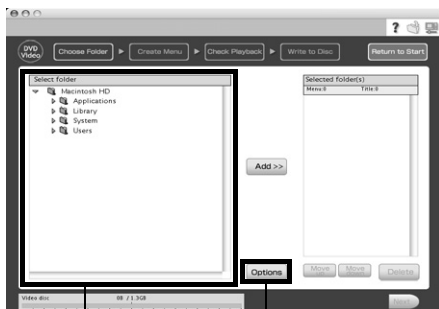 ?
DVD Video
Choose Folder ▶ Create Menu ▶ Check Playback ▶ Write to Disc
Return to Start
Select folder
Macintosh HD
Applications
Library
System
Users
Add >>
Options
Selected folder(s)
Menu:0 Title:0
Move
Move
Delete
Video disc 0B / 1.3GB
Next